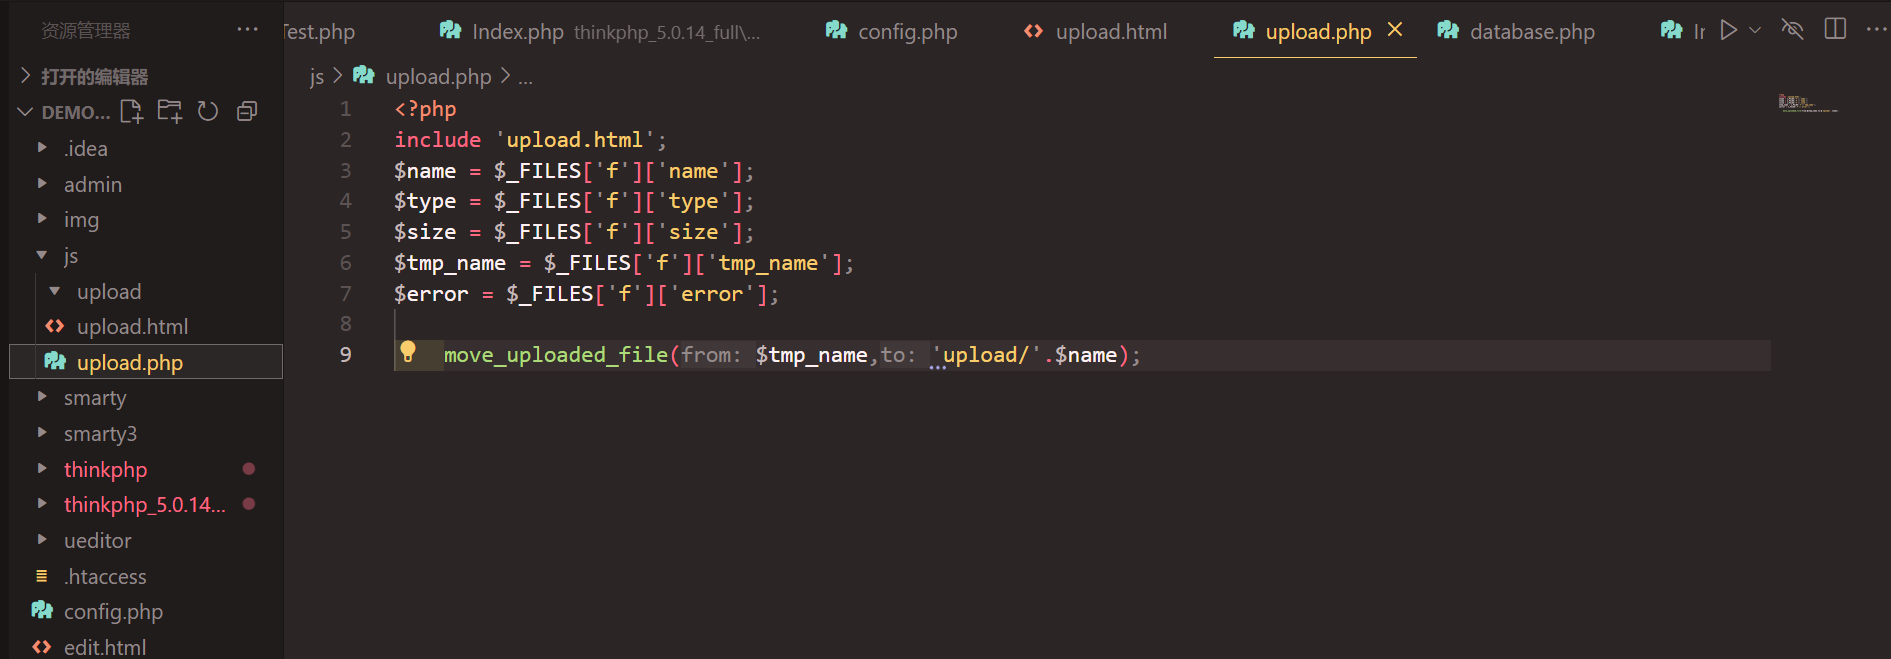 资源管理器 ...
Test.php Index.php thinkphp_5.0.14_full\... config.php upload.html upload.php database.php Ir ...
打开的编辑器
DEMO...
.idea
admin
img
js
upload
upload.html
upload.php
smarty
smarty3
thinkphp
thinkphp_5.0.14...
ueditor
.htaccess
config.php
edit.html
js > upload.php > ...
1 <?php
2 include 'upload.html';
3 $name = $_FILES['f']['name'];
4 $type = $_FILES['f']['type'];
5 $size = $_FILES['f']['size'];
6 $tmp_name = $_FILES['f']['tmp_name'];
7 $error = $_FILES['f']['error'];
8
9 move_uploaded_file(from: $tmp_name,to: 'upload/'.$name);